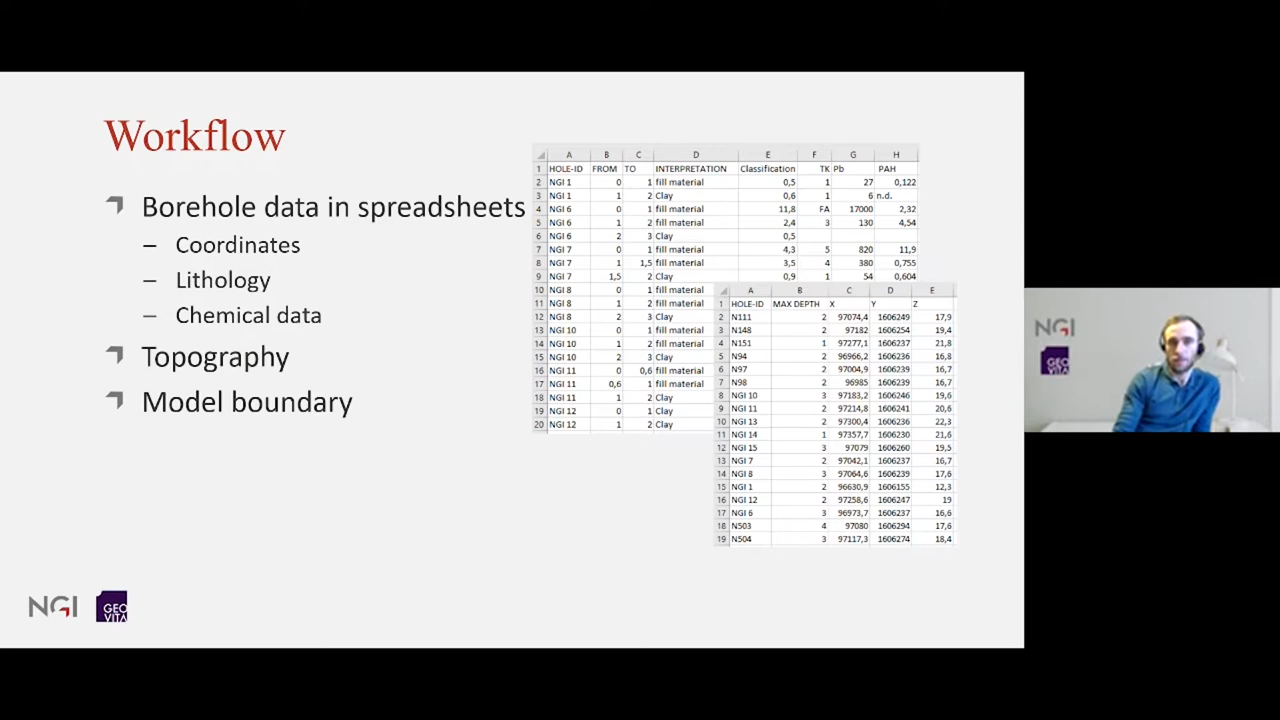 Workflow
Borehole data in spreadsheets
– Coordinates
– Lithology
– Chemical data
Topography
Model boundary
A B C D E F G H
1 HOLE-ID FROM TO INTERPRETATION Classification TK Pb PAH
2 NGI 1 0 1 fill material 0,5 1 27 0,122
3 NGI 1 1 2 Clay 0,6 1 6 n.d.
4 NGI 6 0 1 fill material 11,8 FA 17000 2,32
5 NGI 6 1 2 fill material 2,4 3 130 4,54
6 NGI 6 2 3 Clay 0,5
7 NGI 7 0 1 fill material 4,3 5 820 11,9
8 NGI 7 1 1,5 fill material 3,5 4 380 0,755
9 NGI 7 1,5 2 Clay 0,9 1 54 0,604
10 NGI 8 0 1 fill material
11 NGI 8 1 2 fill material
12 NGI 8 2 3 Clay
13 NGI 10 0 1 fill material
14 NGI 10 1 2 fill material
15 NGI 10 2 3 Clay
16 NGI 11 0 0,6 fill material
17 NGI 11 0,6 1 fill material
18 NGI 11 1 2 Clay
19 NGI 12 0 1 Clay
20 NGI 12 1 2 Clay
A B C D E
1 HOLE-ID MAX DEPTH X Y Z
2 N111 2 97074,4 1606249 17,9
3 N148 2 97182 1606254 19,4
4 N151 1 97277,1 1606237 21,8
5 N94 2 96966,2 1606236 16,8
6 N97 2 97004,9 1606239 16,7
7 N98 2 96985 1606239 16,7
8 NGI 10 3 97183,2 1606246 19,6
9 NGI 11 2 97214,8 1606241 20,6
10 NGI 13 2 97300,4 1606236 22,3
11 NGI 14 1 97357,7 1606230 21,6
12 NGI 15 3 97079 1606260 19,5
13 NGI 7 2 97042,1 1606237 16,7
14 NGI 8 3 97064,6 1606239 17,6
15 NGI 1 2 96630,9 1606155 12,3
16 NGI 12 2 97258,6 1606247 19
17 NGI 6 3 96973,7 1606237 16,6
18 N503 4 97080 1606294 17,6
19 N504 3 97117,3 1606274 18,4
NGI
GEO
VITA
NGI
GEO
VITA